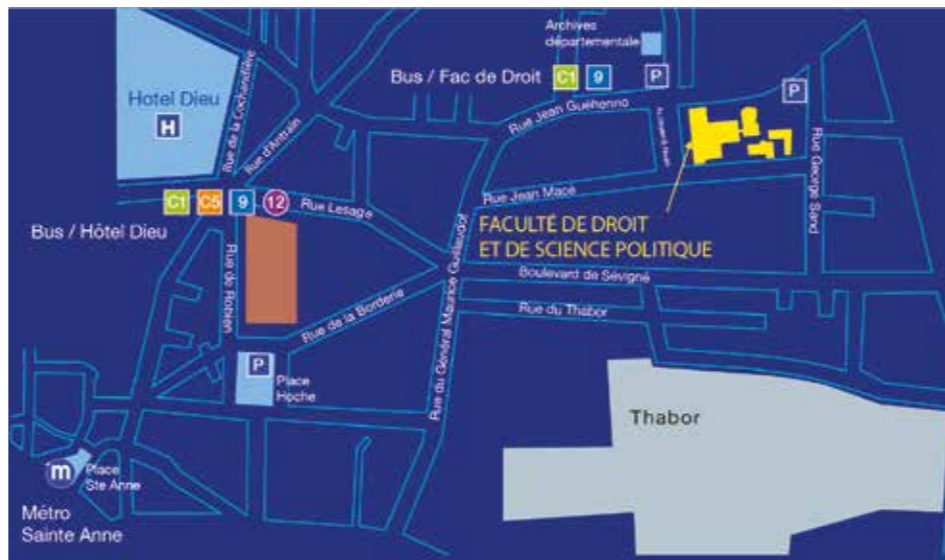 Archives
départementale
Bus / Fac de Droit C1 9 P
P
Hotel Dieu
H
Rue de la Cochardière
Rue d'Antrain
Rue Jean Guéhenno
Rue Jean Macé
Rue George Sand
FACULTÉ DE DROIT
ET DE SCIENCE POLITIQUE
C1 C5 9 12
Bus / Hôtel Dieu
Rue Lesage
Rue de Robien
Boulevard de Sévigné
Rue du Thabor
Rue de la Borderie
Rue du Général Maurice Guillaudot
P
Place
Hoche
Thabor
m
Place
Ste Anne
Métro
Sainte Anne